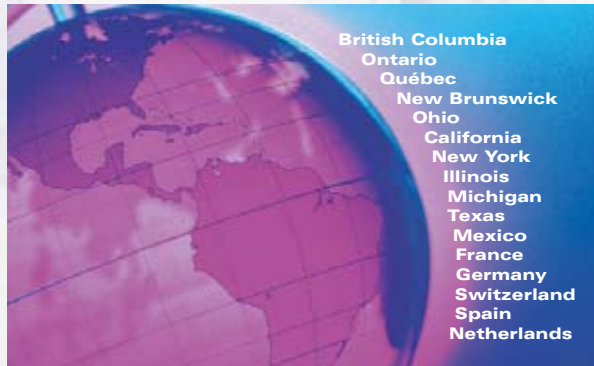 British Columbia
Ontario
Québec
New Brunswick
Ohio
California
New York
Illinois
Michigan
Texas
Mexico
France
Germany
Switzerland
Spain
Netherlands